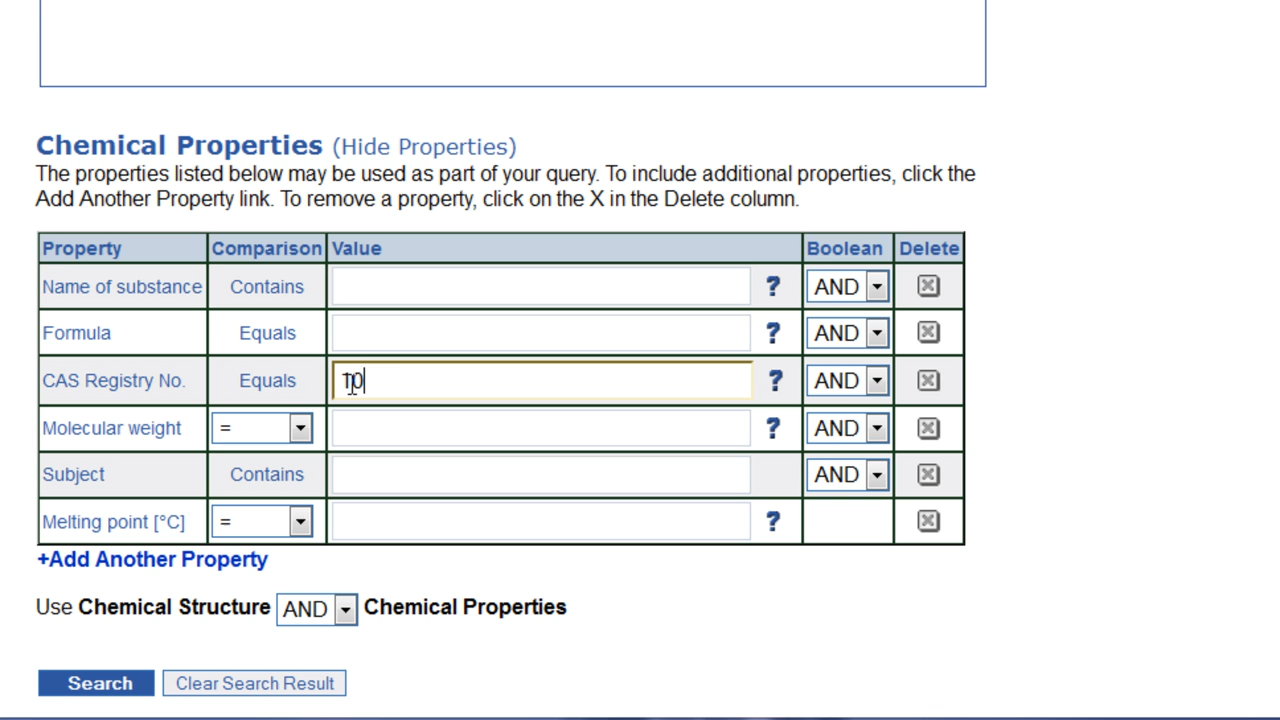 Chemical Properties (Hide Properties)
The properties listed below may be used as part of your query. To include additional properties, click the
Add Another Property link. To remove a property, click on the X in the Delete column.
Property Comparison Value Boolean Delete
Name of substance Contains ? AND
Formula Equals ? AND
CAS Registry No. Equals 10 ? AND
Molecular weight = ? AND
Subject Contains AND
Melting point [°C] = ?
+Add Another Property
Use Chemical Structure AND Chemical Properties
Search Clear Search Result